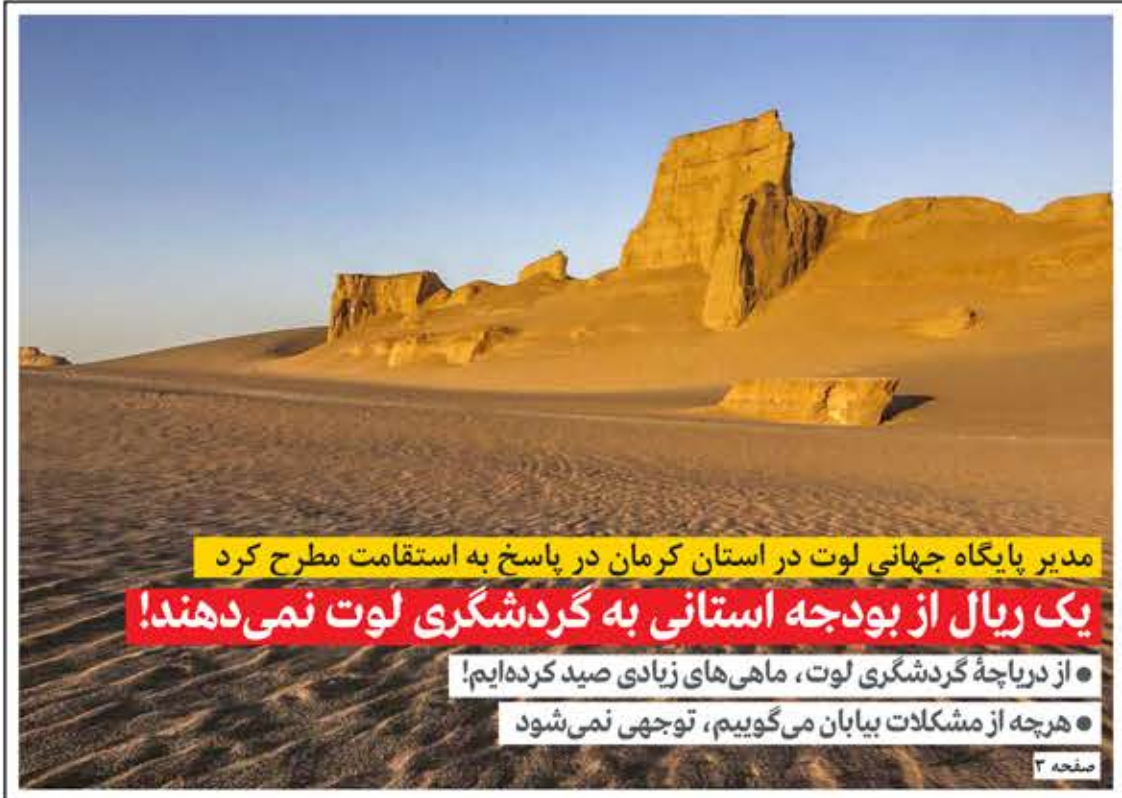 مدیر پایگاه جهانی لوت در استان کرمان در پاسخ به استقامت مطرح کرد
یک ریال از بودجه استانی به گردشگری لوت نمی‌دهند!
● از دریاچهٔ گردشگری لوت، ماهی‌های زیادی صید کرده‌ایم!
● هرچه از مشکلات بیابان می‌گوییم، توجهی نمی‌شود
صفحه ۳